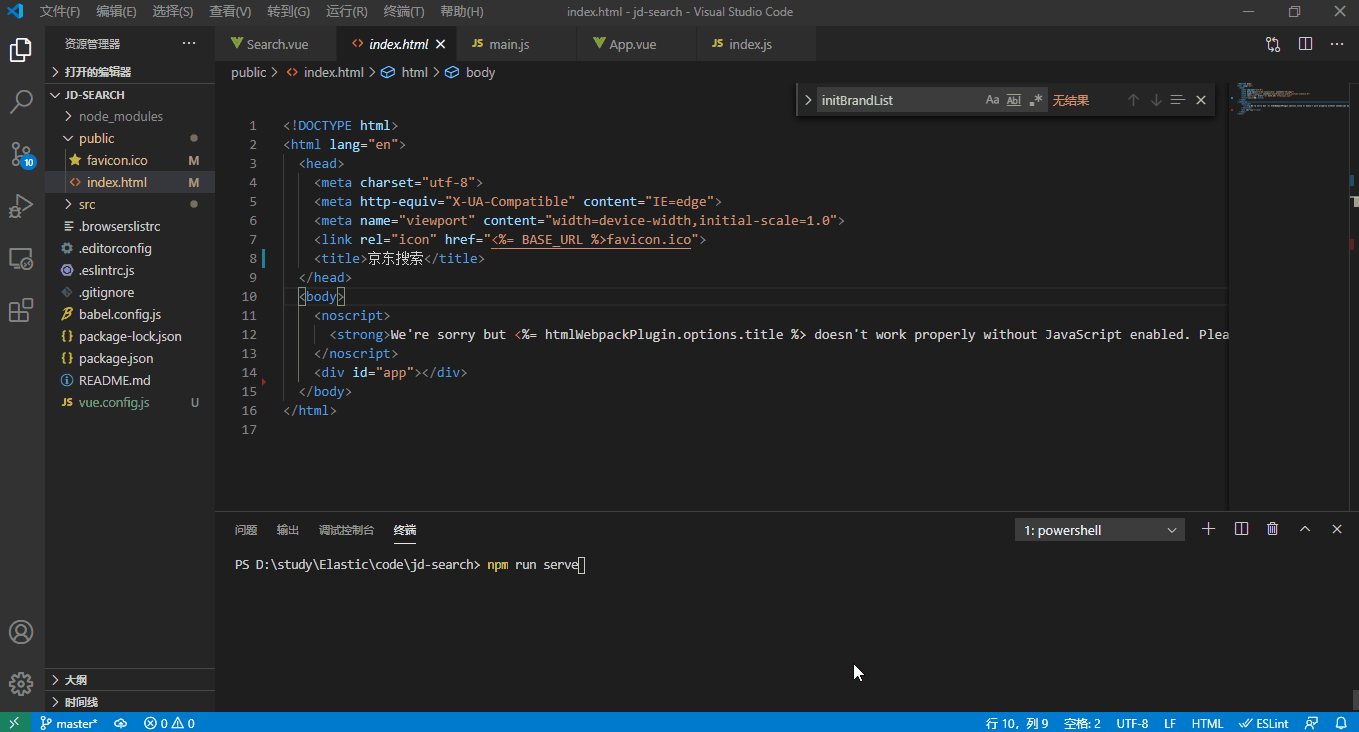 文件(F) 编辑(E) 选择(S) 查看(V) 转到(G) 运行(R) 终端(T) 帮助(H) index.html - jd-search - Visual Studio Code
资源管理器
Search.vue index.html main.js App.vue index.js
打开的编辑器
public index.html html body
JD-SEARCH
node_modules
public
favicon.ico M
index.html M
src
.browserslistrc
.editorconfig
.eslintrc.js
.gitignore
babel.config.js
package-lock.json
package.json
README.md
vue.config.js U
大纲
时间线
initBrandList Aa Abl .* 无结果
1 <!DOCTYPE html>
2 <html lang="en">
3 <head>
4 <meta charset="utf-8">
5 <meta http-equiv="X-UA-Compatible" content="IE=edge">
6 <meta name="viewport" content="width=device-width,initial-scale=1.0">
7 <link rel="icon" href="<%= BASE_URL %>favicon.ico">
8 <title>京东搜索</title>
9 </head>
10 <body>
11 <noscript>
12 <strong>We're sorry but <%= htmlWebpackPlugin.options.title %> doesn't work properly without JavaScript enabled. Plea
13 </noscript>
14 <div id="app"></div>
15 </body>
16 </html>
17
问题 输出 调试控制台 终端 1: powershell
PS D:\study\Elastic\code\jd-search> npm run serve
10
master* 0 0 行 10，列 9 空格: 2 UTF-8 LF HTML ESLint